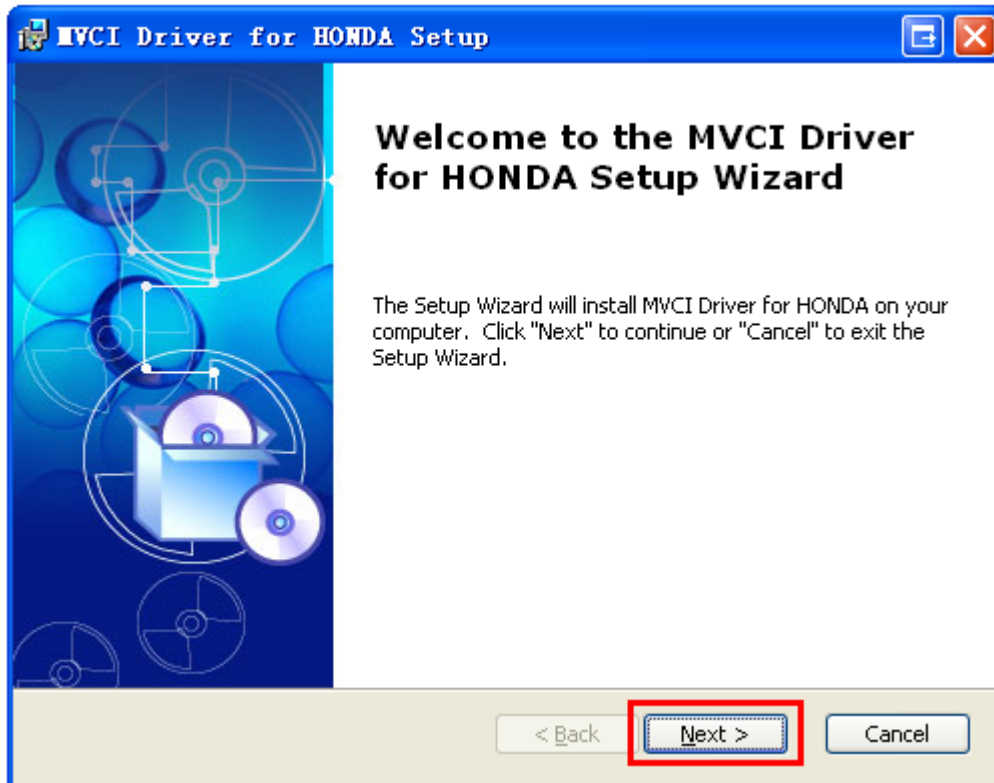 MVCI Driver for HONDA Setup
Welcome to the MVCI Driver
for HONDA Setup Wizard
The Setup Wizard will install MVCI Driver for HONDA on your
computer.  Click "Next" to continue or "Cancel" to exit the
Setup Wizard.
< Back
Next >
Cancel